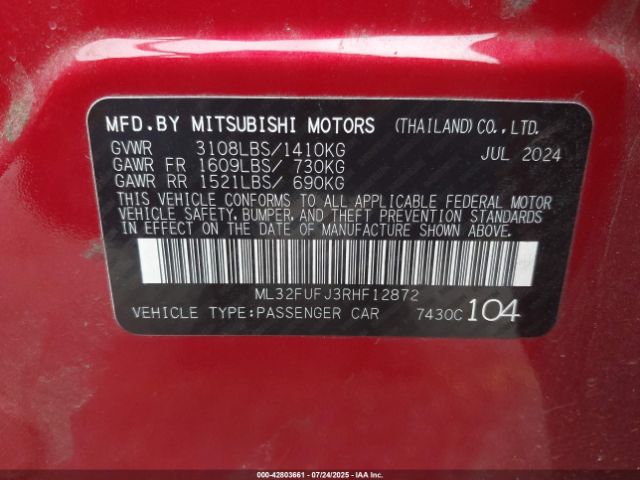 MFD.BY MITSUBISHI MOTORS (THAILAND) CO.,LTD.
GVWR 3108LBS/1410KG JUL 2024
GAWR FR 1609LBS/ 730KG
GAWR RR 1521LBS/ 690KG
THIS VEHICLE CONFORMS TO ALL APPLICABLE FEDERAL MOTOR
VEHICLE SAFETY, BUMPER, AND THEFT PREVENTION STANDARDS
IN EFFECT ON THE DATE OF MANUFACTURE SHOWN ABOVE.
ML32FUFJ3RHF12872
VEHICLE TYPE:PASSENGER CAR 7430C 104
000-42803661 - 07/24/2025 - IAAI Inc.